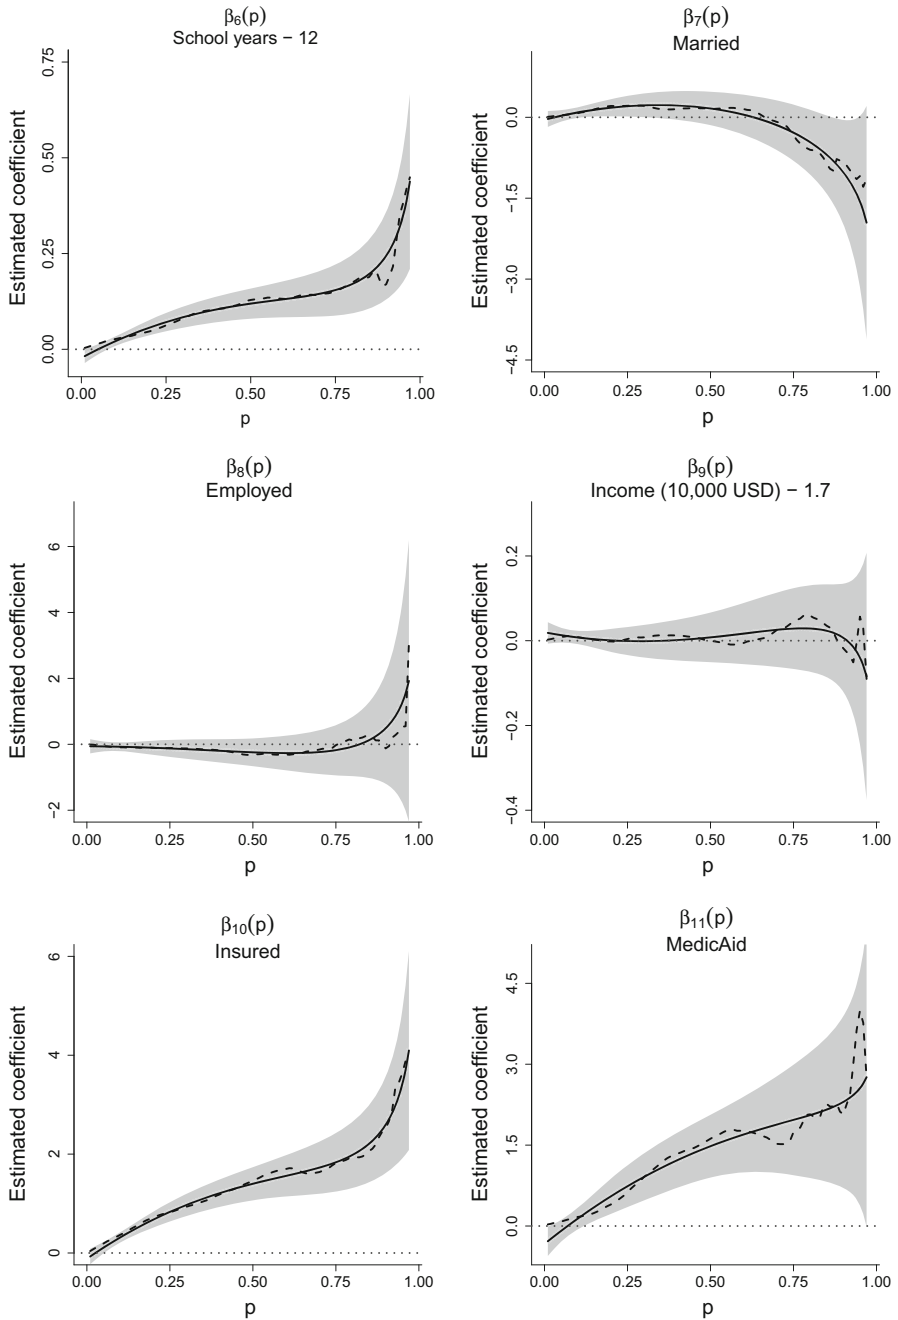 β6(p)
School years − 12
Estimated coefficient
0.75
0.50
0.25
0.00
0.00 0.25 0.50 0.75 1.00
p
β7(p)
Married
Estimated coefficient
0.0
−1.5
−3.0
−4.5
0.00 0.25 0.50 0.75 1.00
p
β8(p)
Employed
Estimated coefficient
6
4
2
0
−2
0.00 0.25 0.50 0.75 1.00
p
β9(p)
Income (10,000 USD) − 1.7
Estimated coefficient
0.2
0.0
−0.2
−0.4
0.00 0.25 0.50 0.75 1.00
p
β10(p)
Insured
Estimated coefficient
6
4
2
0
0.00 0.25 0.50 0.75 1.00
p
β11(p)
MedicAid
Estimated coefficient
4.5
3.0
1.5
0.0
0.00 0.25 0.50 0.75 1.00
p